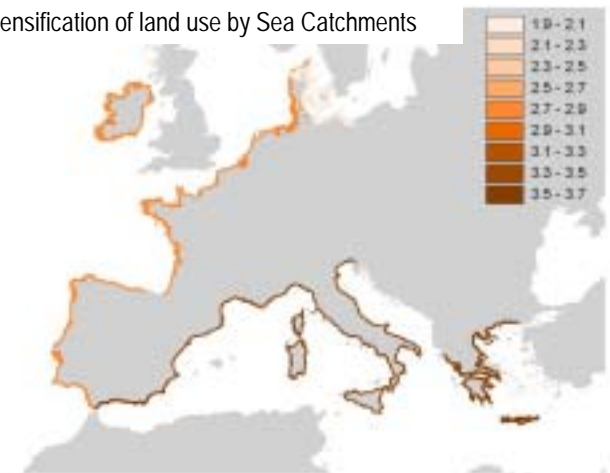 ensification of land use by Sea Catchments
1.9 - 2.1
2.1 - 2.3
2.3 - 2.5
2.5 - 2.7
2.7 - 2.9
2.9 - 3.1
3.1 - 3.3
3.3 - 3.5
3.5 - 3.7